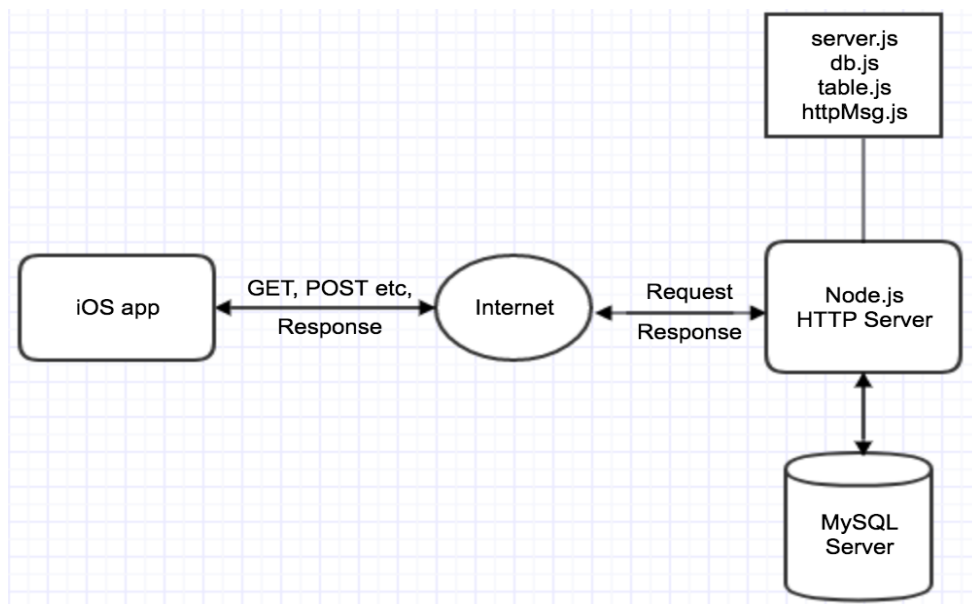 server.js
db.js
table.js
httpMsg.js
iOS app
GET, POST etc,
Response
Internet
Request
Response
Node.js
HTTP Server
MySQL
Server